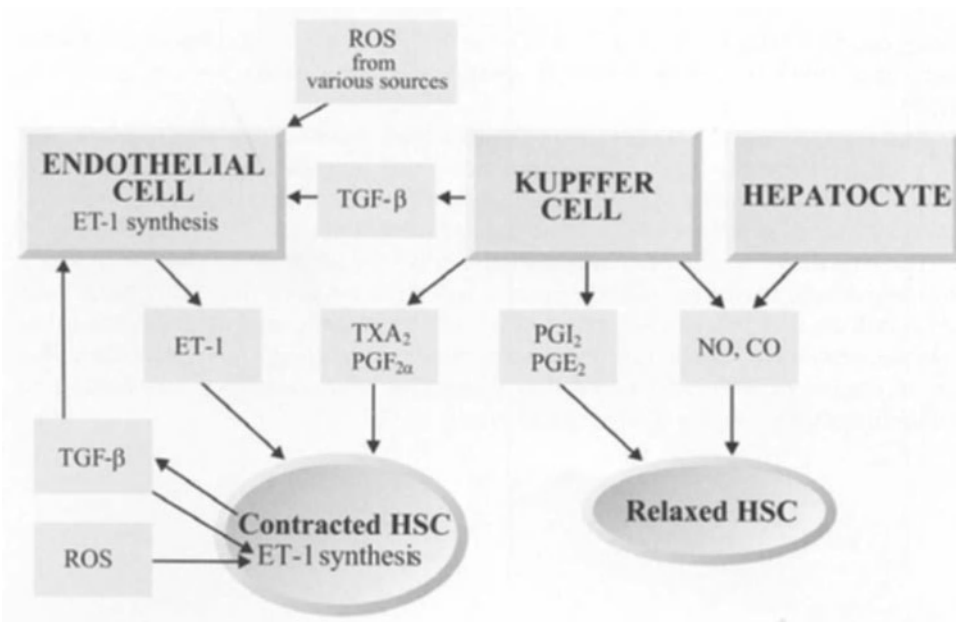 ROS
from
various sources
ENDOTHELIAL
CELL
ET-1 synthesis
TGF-β
KUPFFER
CELL
HEPATOCYTE
ET-1
TXA₂
PGF₂α
PGI₂
PGE₂
NO, CO
TGF-β
ROS
Contracted HSC
ET-1 synthesis
Relaxed HSC